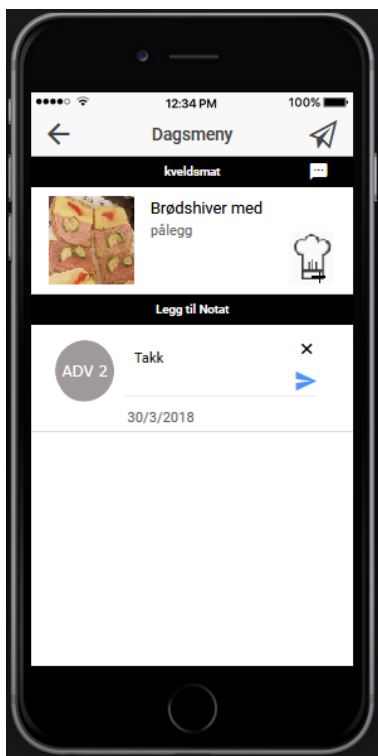 12:34 PM
100%
Dagsmeny
kveldsmat
Brødshiver med
pålegg
Legg til Notat
ADV 2
Takk
30/3/2018